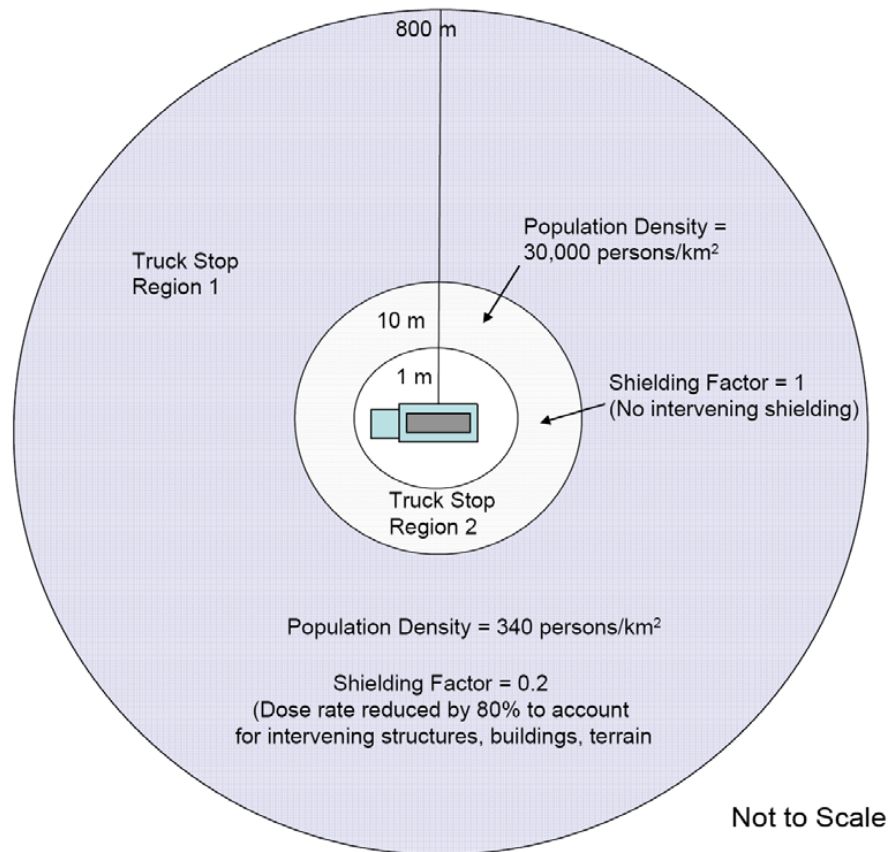 800 m
Population Density =
30,000 persons/km²
Truck Stop
Region 1
10 m
1 m
Shielding Factor = 1
(No intervening shielding)
Truck Stop
Region 2
Population Density = 340 persons/km²
Shielding Factor = 0.2
(Dose rate reduced by 80% to account
for intervening structures, buildings, terrain
Not to Scale